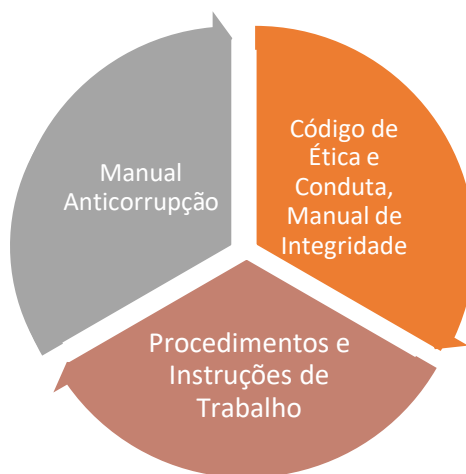 Código de
Ética e
Conduta,
Manual de
Integridade
Manual
Anticorrupção
Procedimentos e
Instruções de
Trabalho